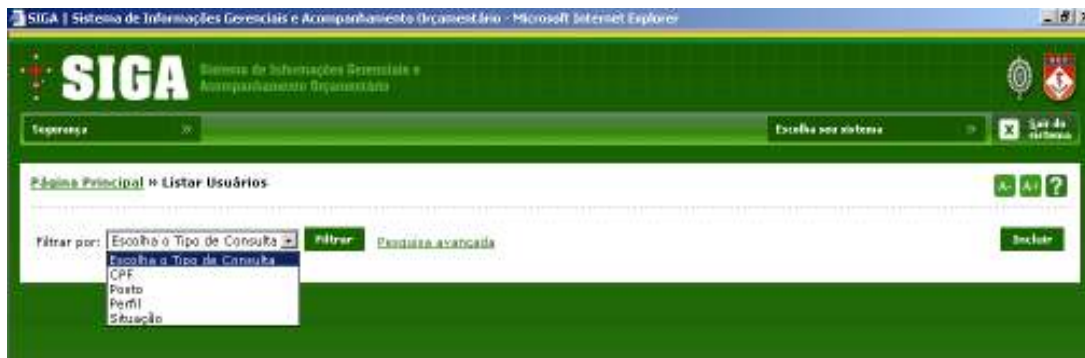 SIGA | Sistema de Informações Gerenciais e Acompanhamento Orçamentário - Microsoft Internet Explorer
SIGA
Sistema de Informações Gerenciais e
Acompanhamento Orçamentário
Segurança »
Escolha seu sistema »
X Sair do
sistema
Página Principal » Listar Usuários
A- A+ ?
Filtrar por: Escolha o Tipo de Consulta Filtrar Pesquisa avançada Incluir
Escolha o Tipo de Consulta
CPF
Posto
Perfil
Situação